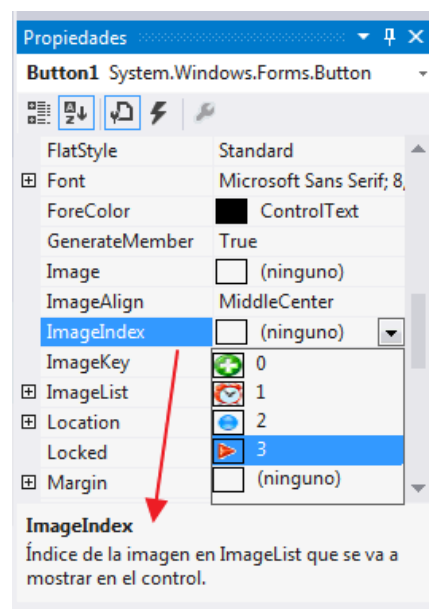 Propiedades
Button1 System.Windows.Forms.Button
FlatStyle Standard
Font Microsoft Sans Serif; 8,
ForeColor ControlText
GenerateMember True
Image (ninguno)
ImageAlign MiddleCenter
ImageIndex (ninguno)
ImageKey 0
ImageList 1
Location 2
Locked 3
Margin (ninguno)
ImageIndex
Índice de la imagen en ImageList que se va a
mostrar en el control.